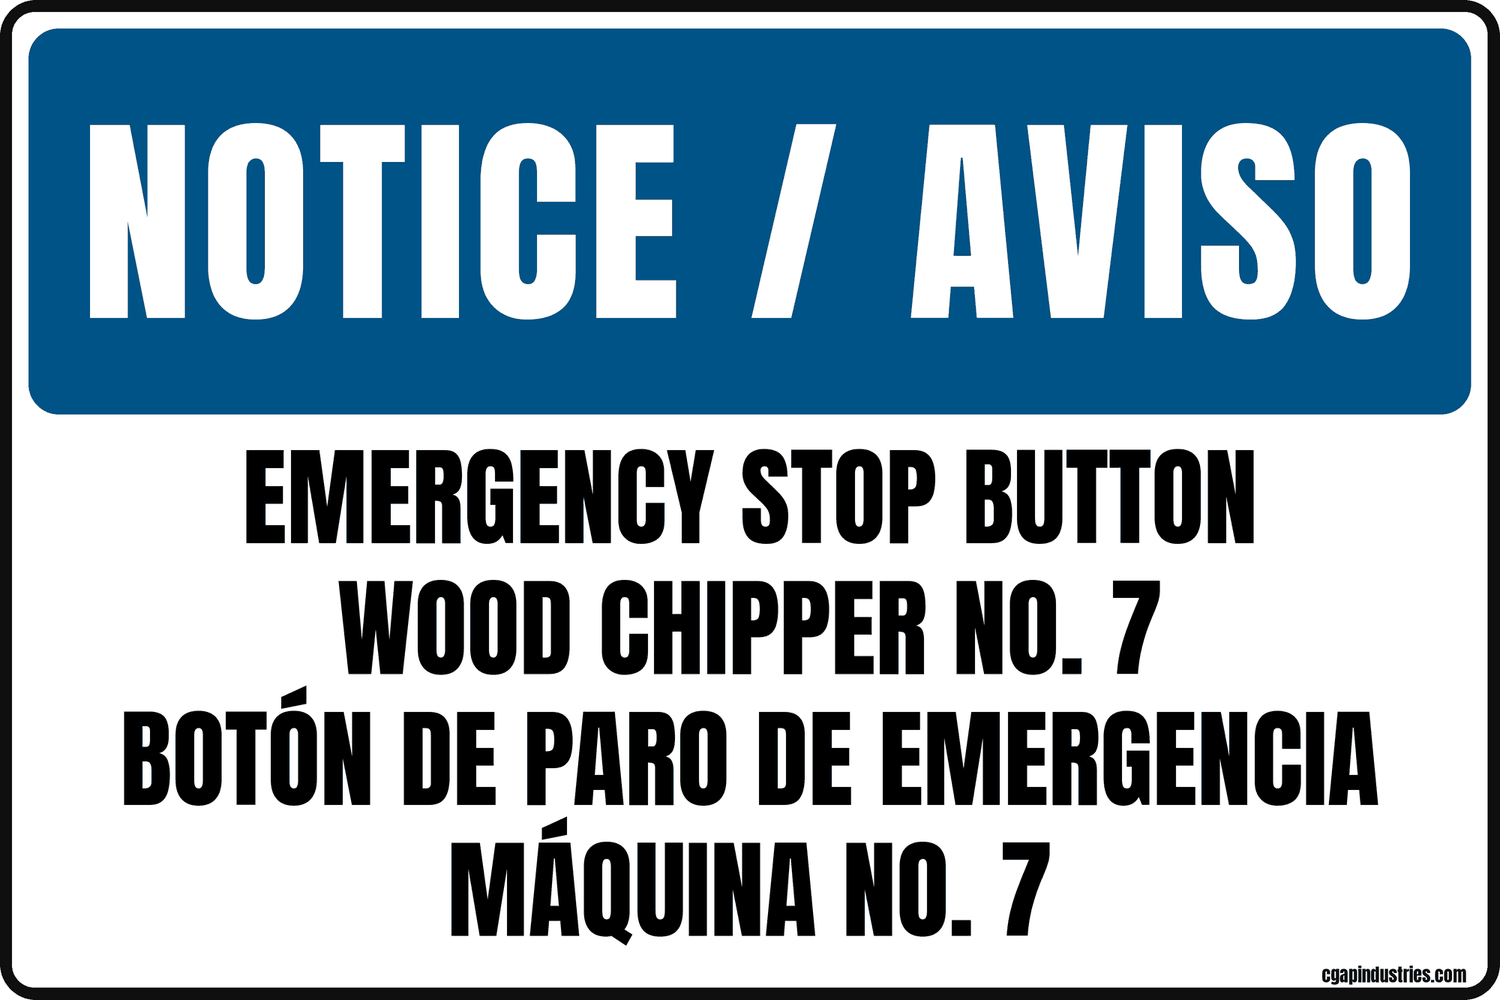 NOTICE / AVISO
EMERGENCY STOP BUTTON
WOOD CHIPPER NO. 7
BOTÓN DE PARO DE EMERGENCIA
MÁQUINA NO. 7
cgapindustries.com